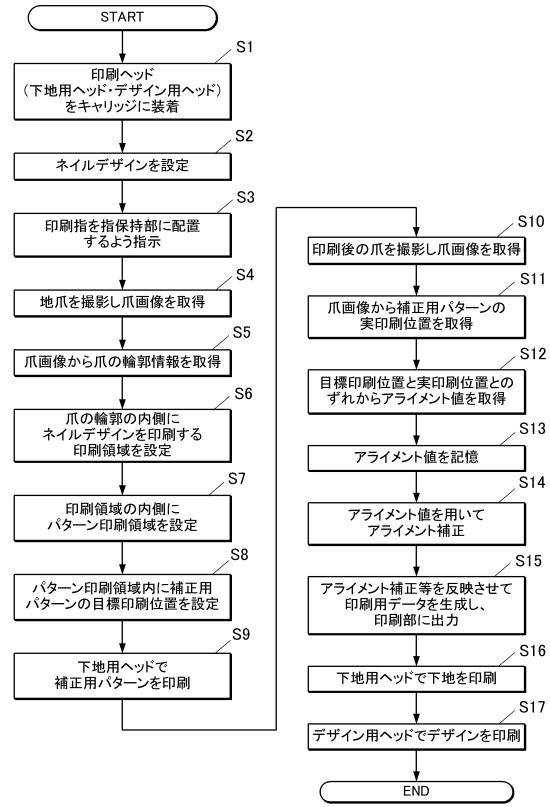 START
S1
印刷ヘッド
（下地用ヘッド・デザイン用ヘッド）
をキャリッジに装着
S2
ネイルデザインを設定
S3
印刷指を指保持部に配置
するよう指示
S4
地爪を撮影し爪画像を取得
S5
爪画像から爪の輪郭情報を取得
S6
爪の輪郭の内側に
ネイルデザインを印刷する
印刷領域を設定
S7
印刷領域の内側に
パターン印刷領域を設定
S8
パターン印刷領域内に補正用
パターンの目標印刷位置を設定
S9
下地用ヘッドで
補正用パターンを印刷
S10
印刷後の爪を撮影し爪画像を取得
S11
爪画像から補正用パターンの
実印刷位置を取得
S12
目標印刷位置と実印刷位置との
ずれからアライメント値を取得
S13
アライメント値を記憶
S14
アライメント値を用いて
アライメント補正
S15
アライメント補正等を反映させて
印刷用データを生成し、
印刷部に出力
S16
下地用ヘッドで下地を印刷
S17
デザイン用ヘッドでデザインを印刷
END